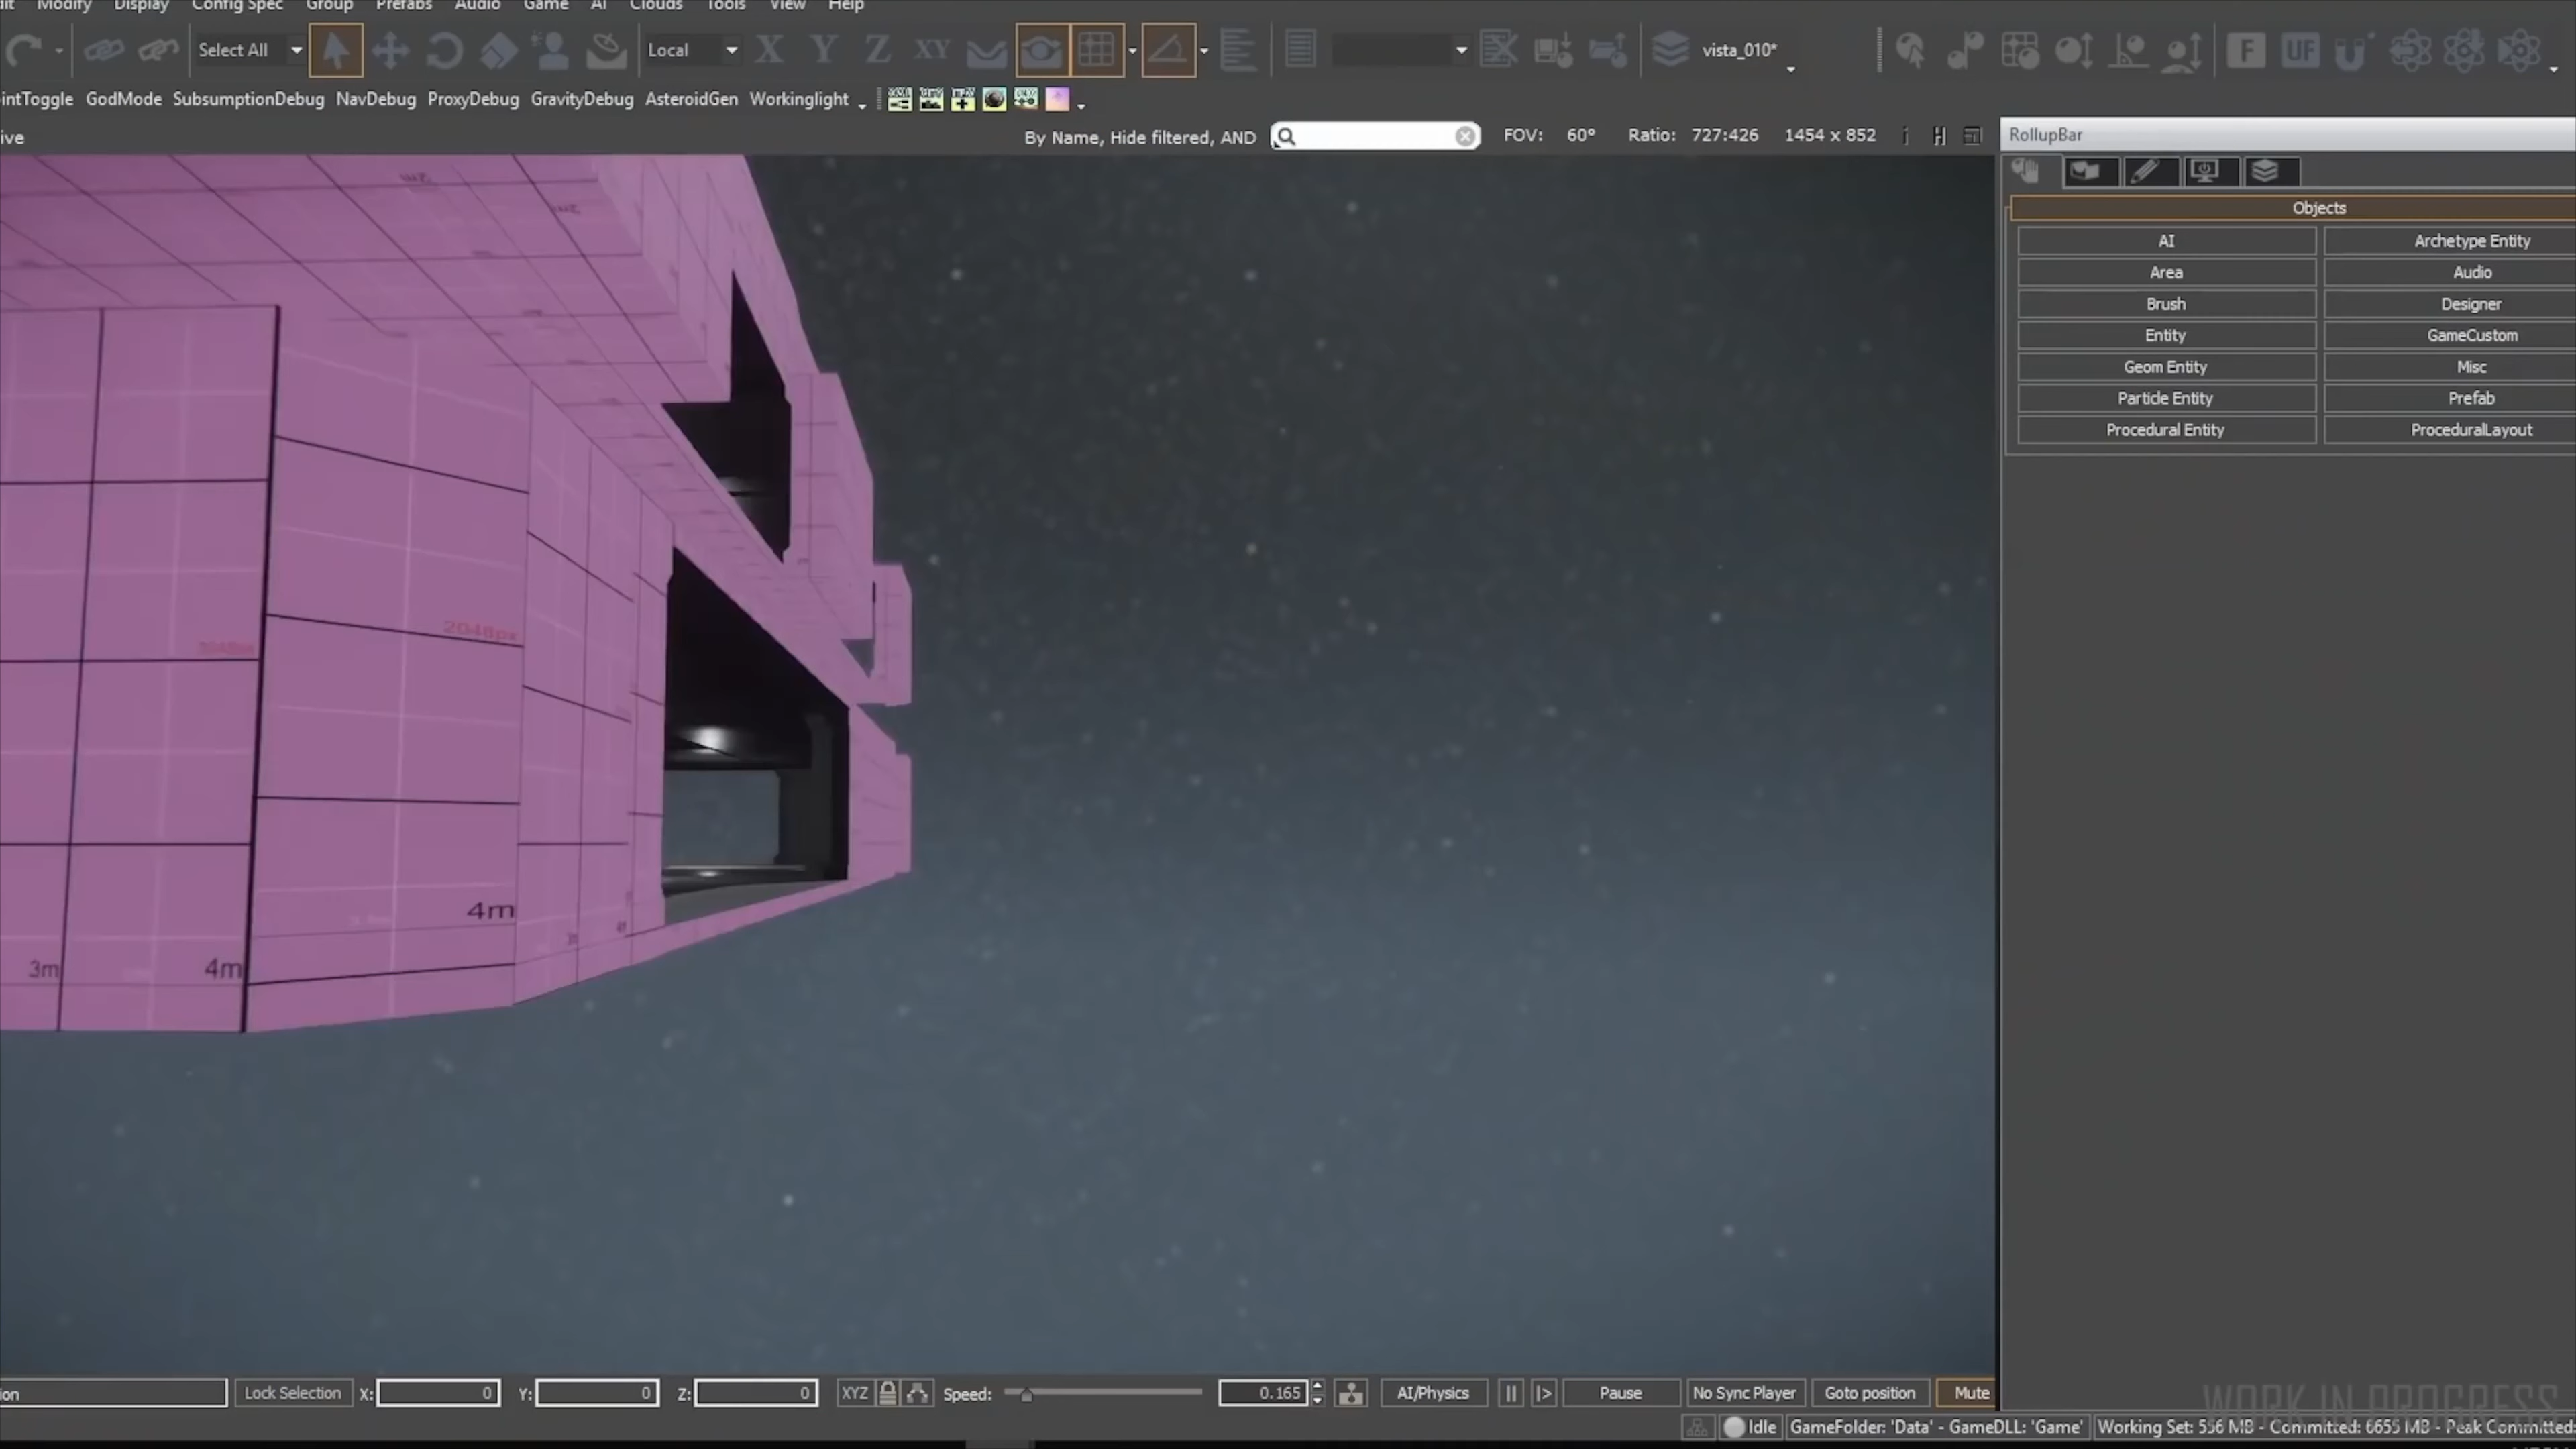 Modify Display Config Spec Group Prefabs Audio Game AI Clouds Tools View Help
Select All Local X Y Z XY vista_010* F UF
intToggle GodMode SubsumptionDebug NavDebug ProxyDebug GravityDebug AsteroidGen Workinglight
ive By Name, Hide filtered, AND FOV: 60° Ratio: 727:426 1454 x 852 i H RollupBar
Objects
AI Archetype Entity
Area Audio
Brush Designer
Entity GameCustom
Geom Entity Misc
Particle Entity Prefab
Procedural Entity ProceduralLayout
2m
2048px
4m
3m 4m
ion Lock Selection X: 0 Y: 0 Z: 0 XYZ Speed: 0.165 AI/Physics Pause No Sync Player Goto position Mute
WORK IN PROGRESS
Idle GameFolder: 'Data' - GameDLL: 'Game' Working Set: 556 MB - Committed: 6655 MB - Peak Committed: